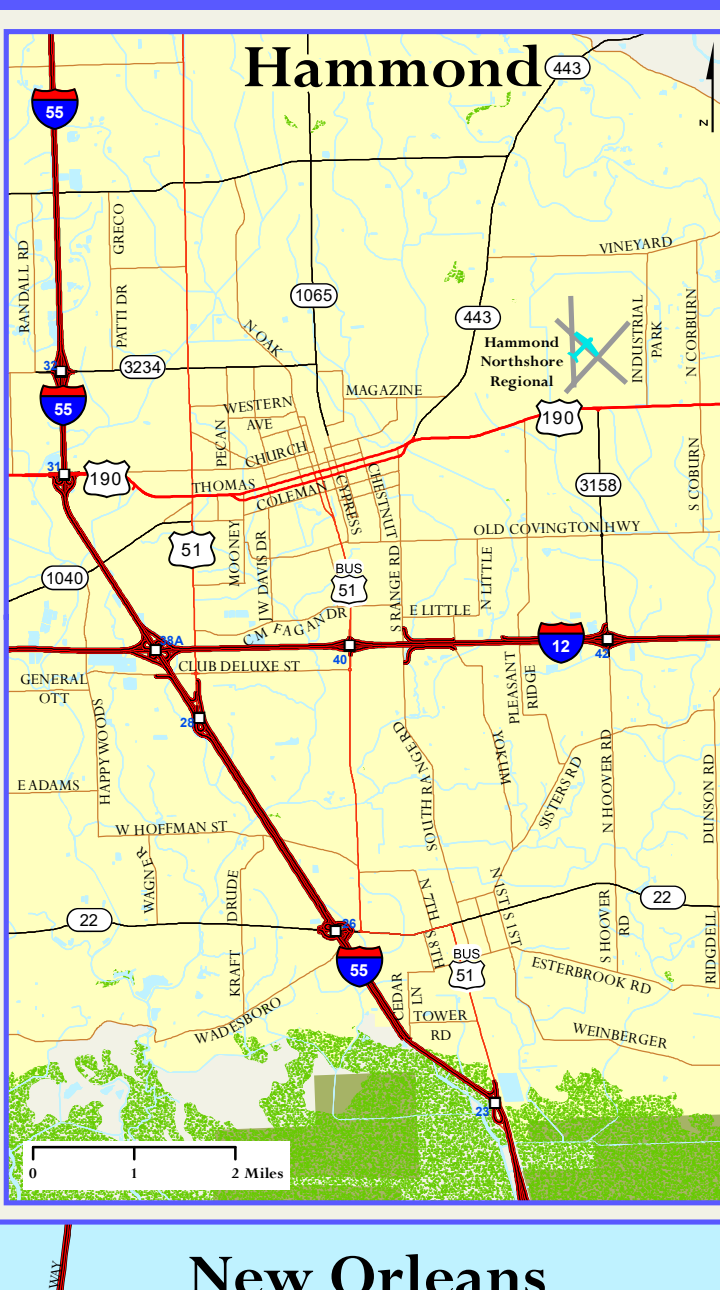 Hammond
443
55
N
GRECO
RANDALL RD
VINEYARD
1065
443
PATTI DR
N OAK
Hammond
Northshore
Regional
INDUSTRIAL
PARK
N CORBURN
32
3234
55
MAGAZINE
WESTERN
AVE
190
PECAN
CHURCH
31
190
THOMAS
COLEMAN
CYPRESS
CHESTNUT
3158
S COBURN
OLD COVINGTON HWY
51
MOONEY
J W DAVIS DR
BUS
51
S RANGE RD
N LITTLE
1040
E LITTLE
C M FAGAN DR
38A
40
12
42
CLUB DELUXE ST
GENERAL
OTT
PLEASANT
RIDGE
28
HAPPYWOODS
SOUTH RANGE RD
YOKUM
SISTERS RD
N HOOVER RD
DUNSON RD
E ADAMS
W HOFFMAN ST
WAGNER
DRUDE
N 1ST
S 1ST
N 7TH
S 8TH
22
22
26
S HOOVER
RD
RIDGDELL
KRAFT
55
BUS
51
ESTERBROOK RD
CEDAR
LN
TOWER
RD
WADESBORO
WEINBERGER
23
0 1 2 Miles
WAY
New Orleans